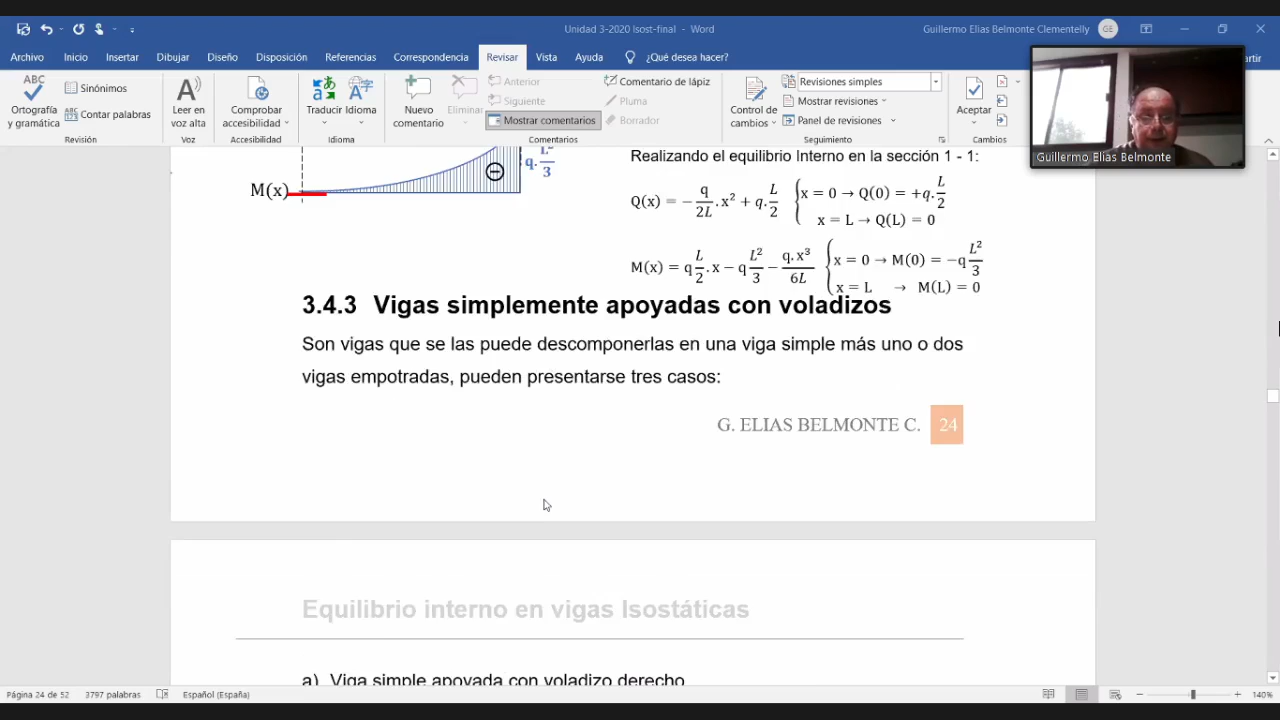 Unidad 3-2020 Isost-final - Word
Guillermo Elias Belmonte Clementelly GE
Archivo Inicio Insertar Dibujar Diseño Disposición Referencias Correspondencia Revisar Vista Ayuda ¿Qué desea hacer?
ABC Ortografía y gramática
Sinónimos
Contar palabras
Revisión
Leer en voz alta
Voz
Comprobar accesibilidad
Accesibilidad
Traducir Idioma
Idioma
Nuevo comentario
Eliminar
Anterior
Siguiente
Mostrar comentarios
Comentarios
Comentario de lápiz
Pluma
Borrador
Control de cambios
Revisiones simples
Mostrar revisiones
Panel de revisiones
Seguimiento
Aceptar
Cambios
Guillermo Elias Belmonte
M(x)
q. L²/3
Realizando el equilibrio Interno en la sección 1 - 1:
Q(x) = − q/2L . x² + q. L/2 { x = 0 → Q(0) = +q. L/2
x = L → Q(L) = 0
M(x) = q L/2 . x − q L²/3 − q.x³/6L { x = 0 → M(0) = −q L²/3
x = L → M(L) = 0
3.4.3 Vigas simplemente apoyadas con voladizos
Son vigas que se las puede descomponerlas en una viga simple más uno o dos
vigas empotradas, pueden presentarse tres casos:
G. ELIAS BELMONTE C. 24
Equilibrio interno en vigas Isostáticas
a) Viga simple apoyada con voladizo derecho
Página 24 de 52 3797 palabras Español (España) 140%